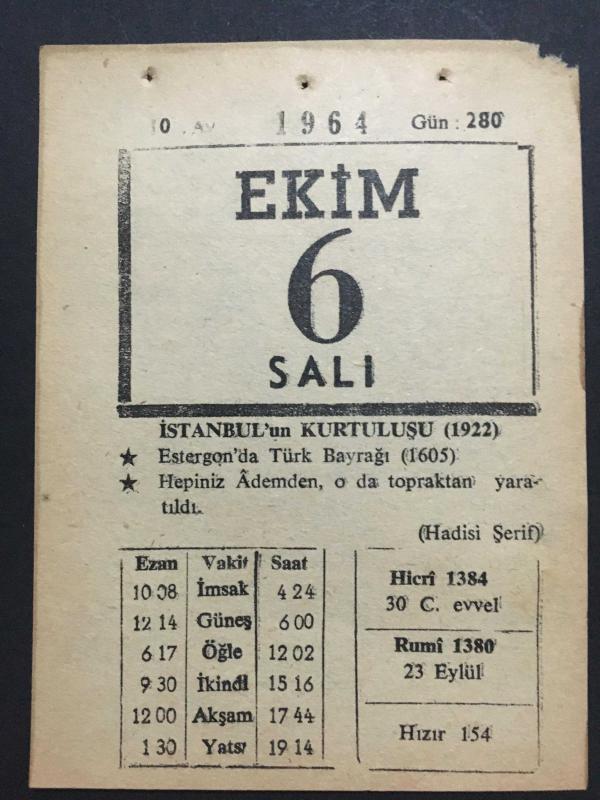 10 . Ay 1964 Gün : 280
EKİM
6
SALI
İSTANBUL'un KURTULUŞU (1922)
★ Estergon'da Türk Bayrağı (1605)
★ Hepiniz Âdemden, o da topraktan yara-
tıldı.
(Hadisi Şerif)
Ezan Vakit Saat
10 08 İmsak 4 24
12 14 Güneş 6 00
6 17 Öğle 12 02
9 30 İkindi 15 16
12 00 Akşam 17 44
1 30 Yatsı 19 14
Hicrî 1384
30 C. evvel
Rumî 1380
23 Eylül
Hızır 154